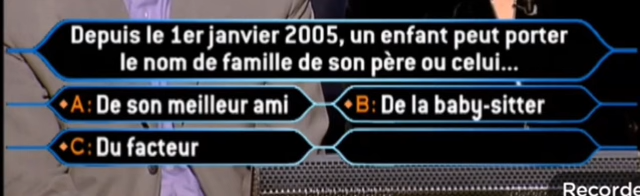 Depuis le 1er janvier 2005, un enfant peut porter
le nom de famille de son père ou celui...
A: De son meilleur ami
B: De la baby-sitter
C: Du facteur
Recorde